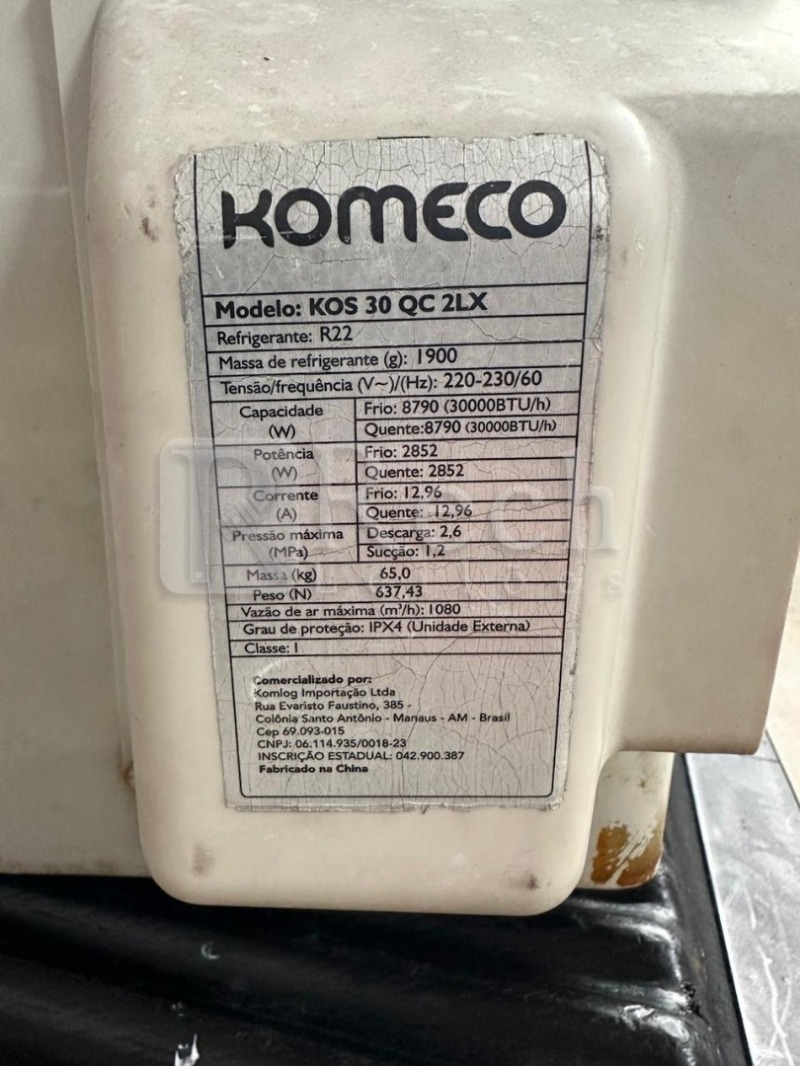 KOMECO
Modelo: KOS 30 QC 2LX
Refrigerante: R22
Massa de refrigerante (g): 1900
Tensão/frequência (V~)/(Hz): 220-230/60
Capacidade (W)
Frio: 8790 (30000BTU/h)
Quente:8790 (30000BTU/h)
Potência (W)
Frio: 2852
Quente: 2852
Corrente (A)
Frio: 12,96
Quente: 12,96
Pressão máxima (MPa)
Descarga: 2,6
Sucção: 1,2
Massa (kg) 65,0
Peso (N) 637,43
Vazão de ar máxima (m³/h): 1080
Grau de proteção: IPX4 (Unidade Externa)
Classe: I
Comercializado por:
Komlog Importação Ltda
Rua Evaristo Faustino, 385 -
Colônia Santo Antônio - Manaus - AM - Brasil
Cep 69.093-015
CNPJ: 06.114.935/0018-23
INSCRIÇÃO ESTADUAL: 042.900.387
Fabricado na China